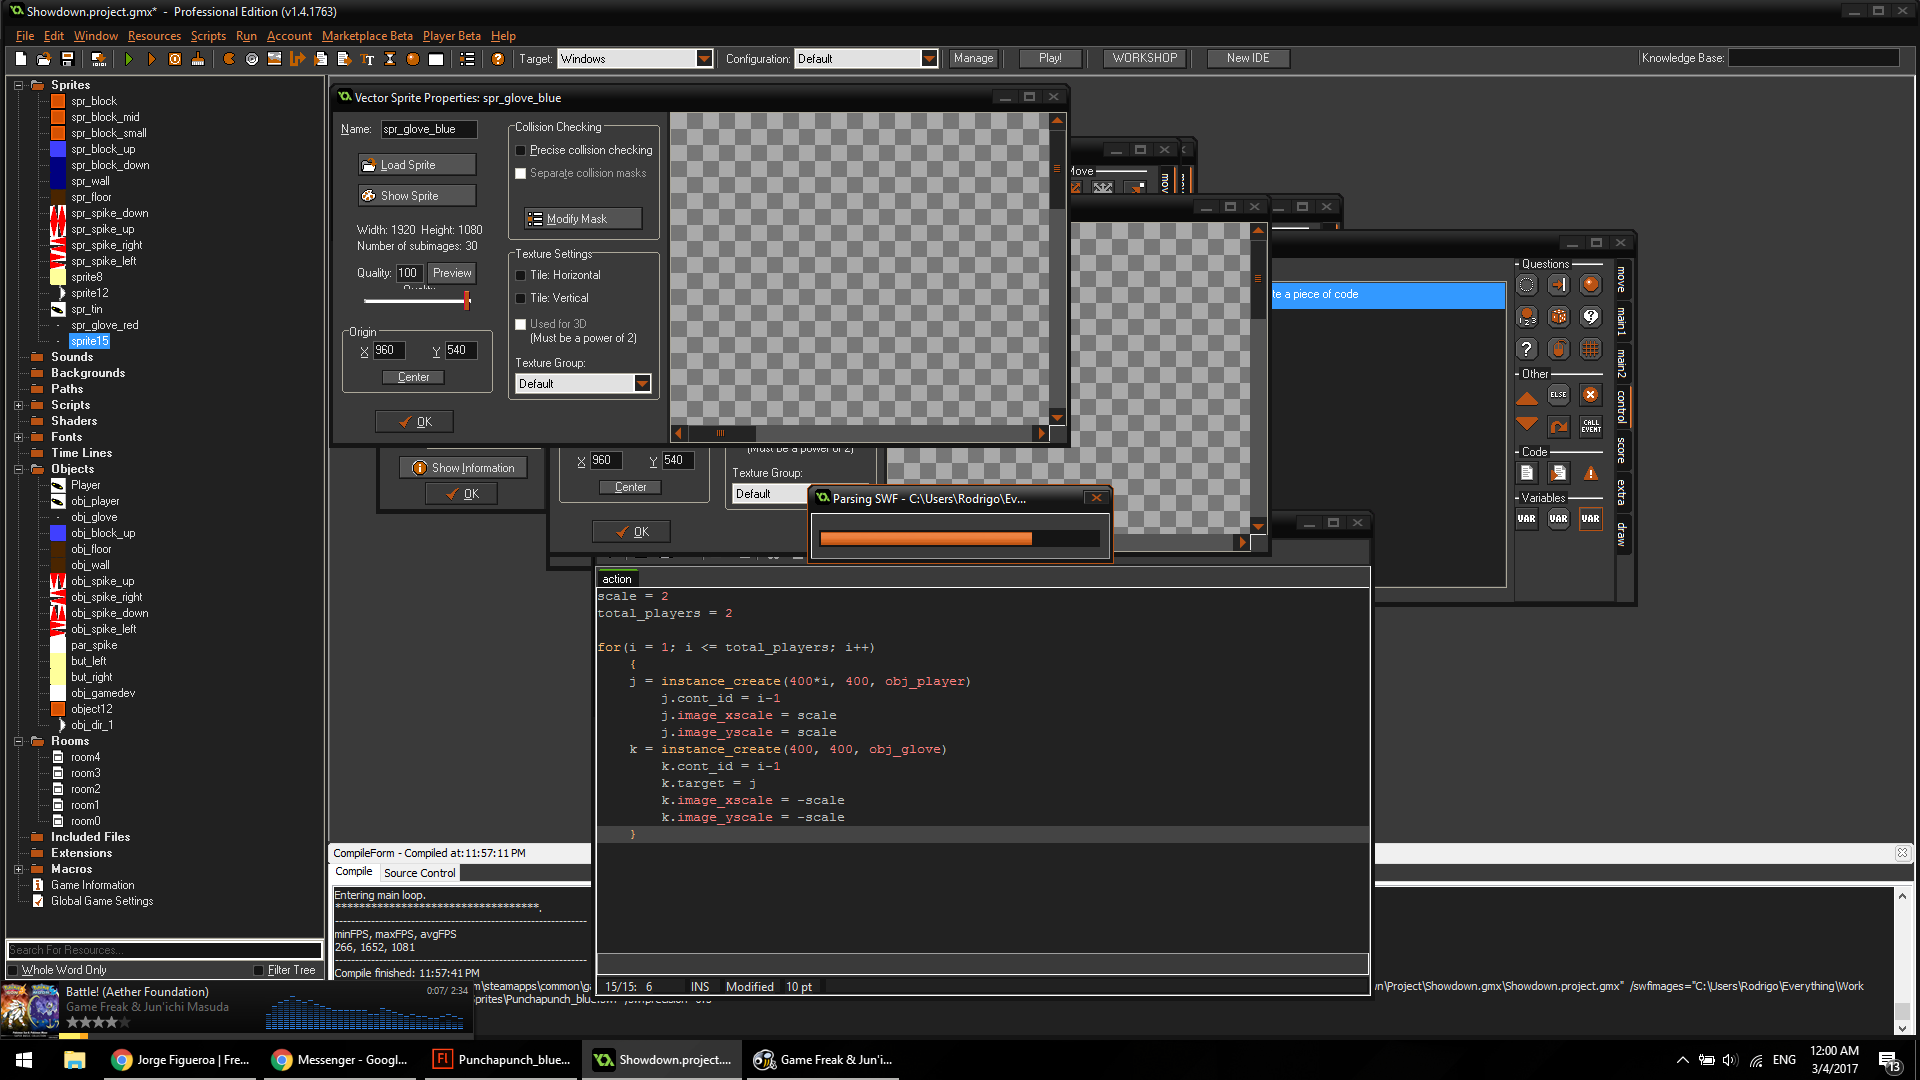 Showdown.project.gmx* - Professional Edition (v1.4.1763)
File Edit Window Resources Scripts Run Account Marketplace Beta Player Beta Help
Target: Windows Configuration: Default Manage Play! WORKSHOP New IDE Knowledge Base:
Sprites
spr_block
spr_block_mid
spr_block_small
spr_block_up
spr_block_down
spr_wall
spr_floor
spr_spike_down
spr_spike_up
spr_spike_right
spr_spike_left
sprite8
sprite12
spr_tin
spr_glove_red
sprite15
Sounds
Backgrounds
Paths
Scripts
Shaders
Fonts
Time Lines
Objects
Player
obj_player
obj_glove
obj_block_up
obj_floor
obj_wall
obj_spike_up
obj_spike_right
obj_spike_down
obj_spike_left
par_spike
but_left
but_right
obj_gamedev
object12
obj_dir_1
Rooms
room4
room3
room2
room1
room0
Included Files
Extensions
Macros
Game Information
Global Game Settings
Search For Resources...
Whole Word Only Filter Tree
Vector Sprite Properties: spr_glove_blue
Name: spr_glove_blue
Load Sprite
Show Sprite
Width: 1920 Height: 1080
Number of subimages: 30
Quality: 100 Preview
Origin
X 960 Y 540
Center
OK
Collision Checking
Precise collision checking
Separate collision masks
Modify Mask
Texture Settings
Tile: Horizontal
Tile: Vertical
Used for 3D
(Must be a power of 2)
Texture Group:
Default
Show Information
OK
X 960 Y 540
Center
OK
(Must be a power of 2)
Texture Group:
Default
Move
te a piece of code
Questions
Other
ELSE
CALL EVENT
Code
Variables
VAR VAR VAR
move
main1
main2
control
score
extra
draw
Parsing SWF - C:\Users\Rodrigo\Ev...
action
scale = 2
total_players = 2
for(i = 1; i <= total_players; i++)
{
j = instance_create(400*i, 400, obj_player)
j.cont_id = i-1
j.image_xscale = scale
j.image_yscale = scale
k = instance_create(400, 400, obj_glove)
k.cont_id = i-1
k.target = j
k.image_xscale = -scale
k.image_yscale = -scale
}
15/15: 6 INS Modified 10 pt
CompileForm - Compiled at:11:57:11 PM
Compile Source Control
Entering main loop.
minFPS, maxFPS, avgFPS
266, 1652, 1081
Compile finished: 11:57:41 PM
n\Project\Showdown.gmx\Showdown.project.gmx" /swfimages="C:\Users\Rodrigo\Everything\Work
Battle! (Aether Foundation) 0:07/ 2:34
Game Freak & Jun'ichi Masuda
Jorge Figueroa | Fre...
Messenger - Googl...
Punchapunch_blue...
Showdown.project....
Game Freak & Jun'i...
ENG
12:00 AM
3/4/2017
13